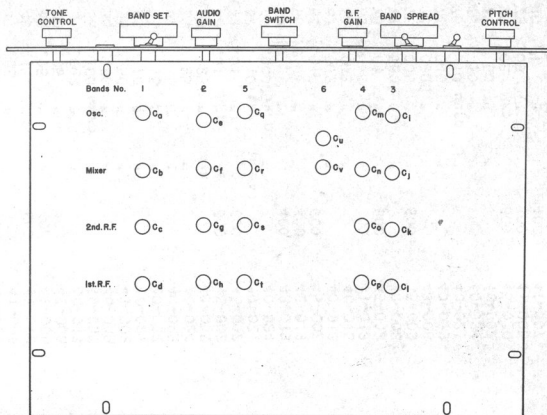 TONE CONTROL BAND SET AUDIO GAIN BAND SWITCH R.F. GAIN BAND SPREAD PITCH CONTROL
Bands No. 1 2 5 6 4 3
Osc. Ca Ce Cq Cm Ci
Cu
Mixer Cb Cf Cr Cv Cn Cj
2nd. R.F. Cc Cg Cs Co Ck
1st. R.F. Cd Ch Ct Cp Cl